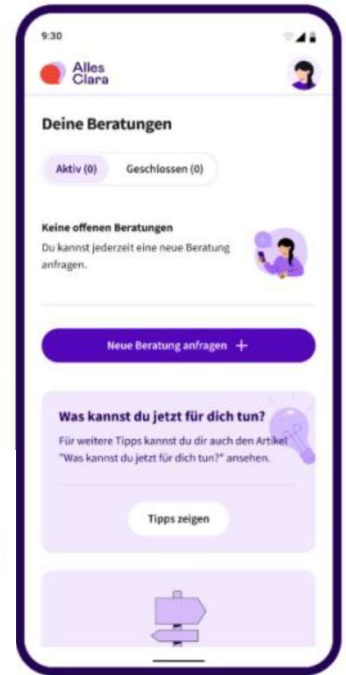 9:30
Alles
Clara
Deine Beratungen
Aktiv (0) Geschlossen (0)
Keine offenen Beratungen
Du kannst jederzeit eine neue Beratung
anfragen.
Neue Beratung anfragen +
Was kannst du jetzt für dich tun?
Für weitere Tipps kannst du dir auch den Artikel
"Was kannst du jetzt für dich tun?" ansehen.
Tipps zeigen